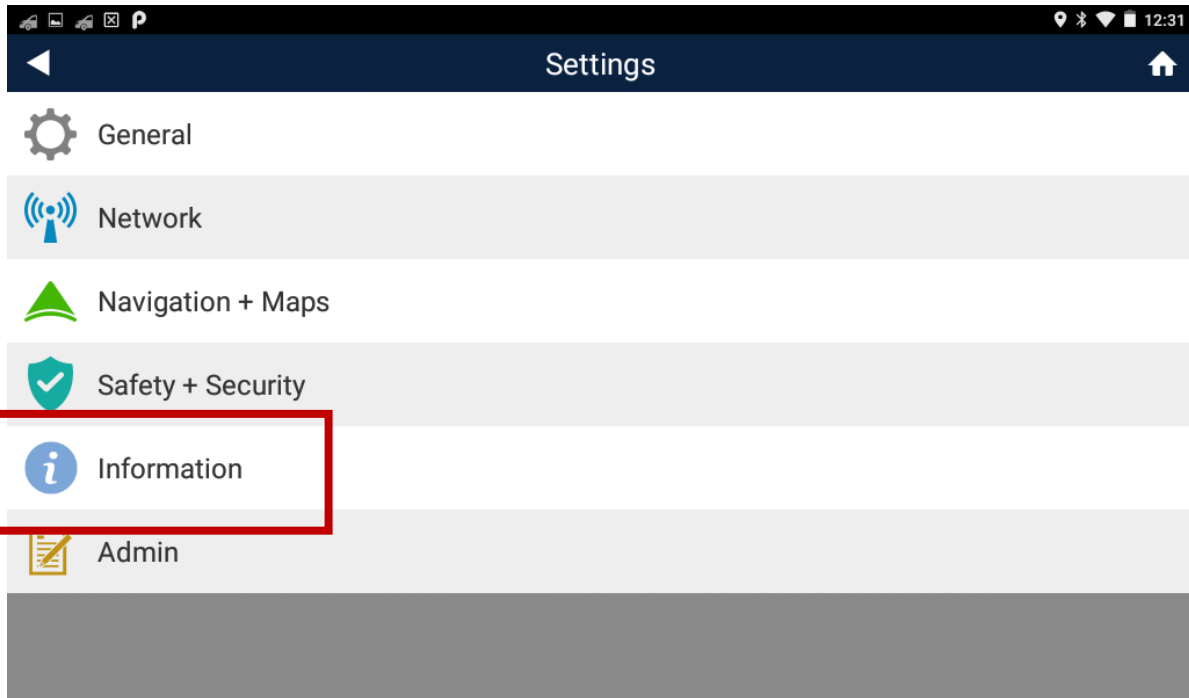 12:31
Settings
General
Network
Navigation + Maps
Safety + Security
Information
Admin